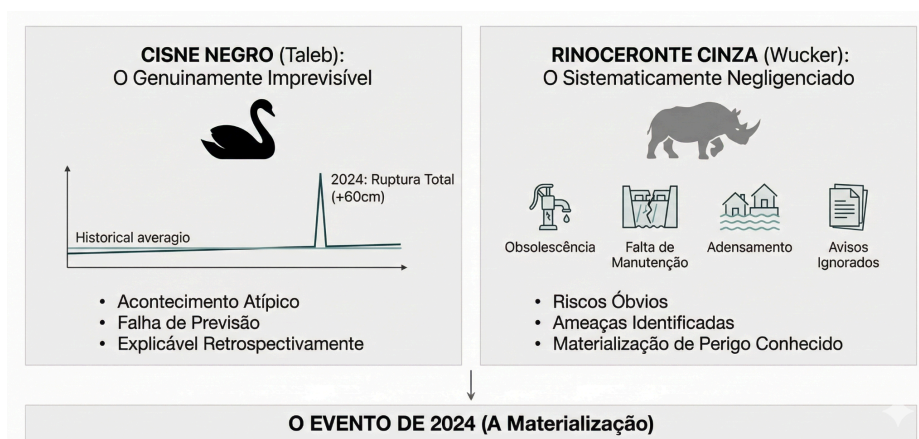 CISNE NEGRO (Taleb):
O Genuinamente Imprevisível
2024: Ruptura Total
(+60cm)
Historical averagio
• Acontecimento Atípico
• Falha de Previsão
• Explicável Retrospectivamente
RINOCERONTE CINZA (Wucker):
O Sistematicamente Negligenciado
Obsolescência
Falta de
Manutenção
Adensamento
Avisos
Ignorados
• Riscos Óbvios
• Ameaças Identificadas
• Materialização de Perigo Conhecido
O EVENTO DE 2024 (A Materialização)